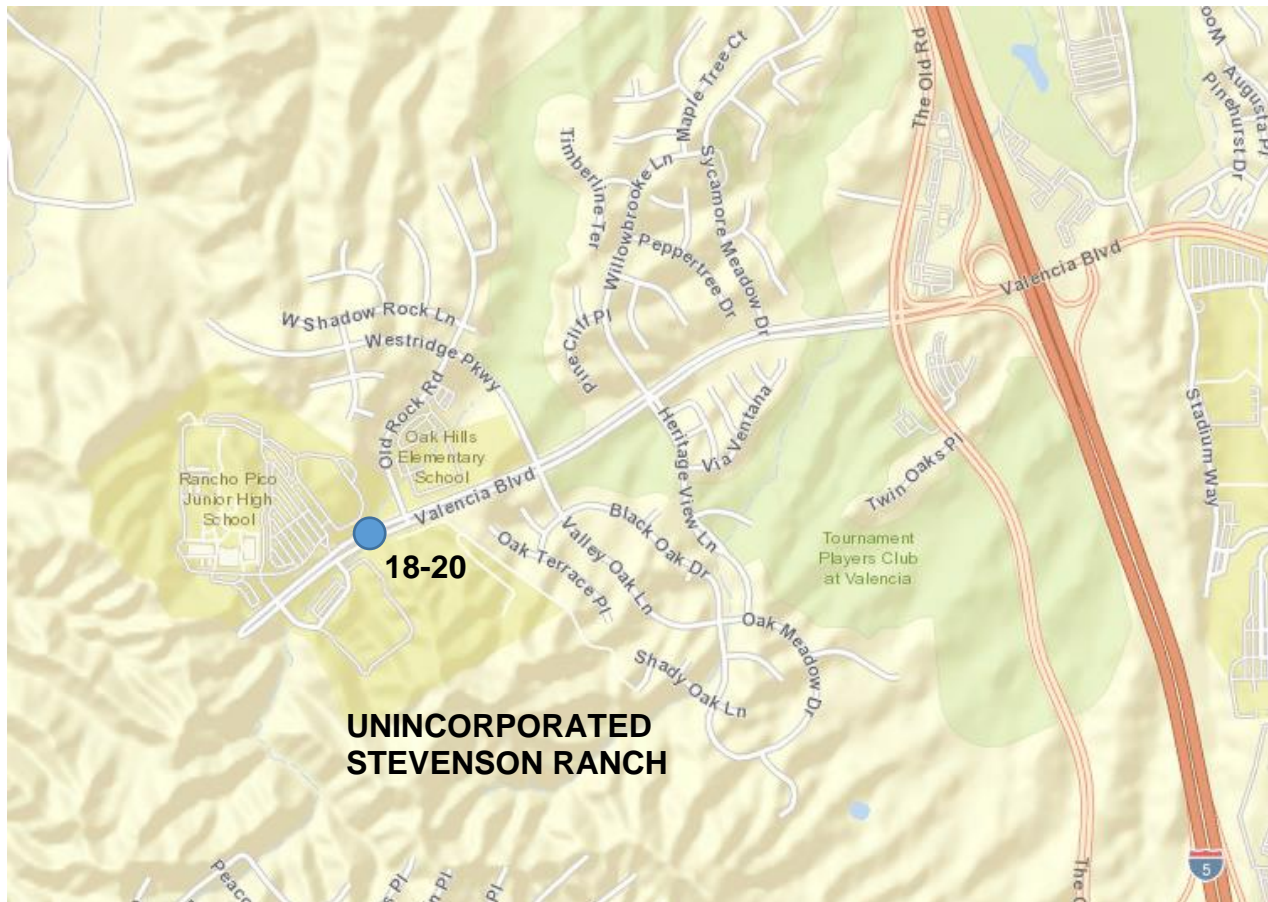 The Old Rd
Augusta Pl
Pinehurst Dr
Maple Tree Ct
Timberline Ter
Willowbrooke Ln
Sycamore Meadow Dr
Peppertree Dr
Valencia Blvd
W Shadow Rock Ln
Westridge Pkwy
Pine Cliff Pl
Old Rock Rd
Oak Hills
Elementary
School
Heritage View Ln
Via Ventana
Stadium Way
Rancho Pico
Junior High
School
Valencia Blvd
Twin Oaks Pl
18-20
Oak Terrace Pl
Valley Oak Ln
Black Oak Dr
Tournament
Players Club
at Valencia
Oak Meadow Dr
Shady Oak Ln
UNINCORPORATED
STEVENSON RANCH
5